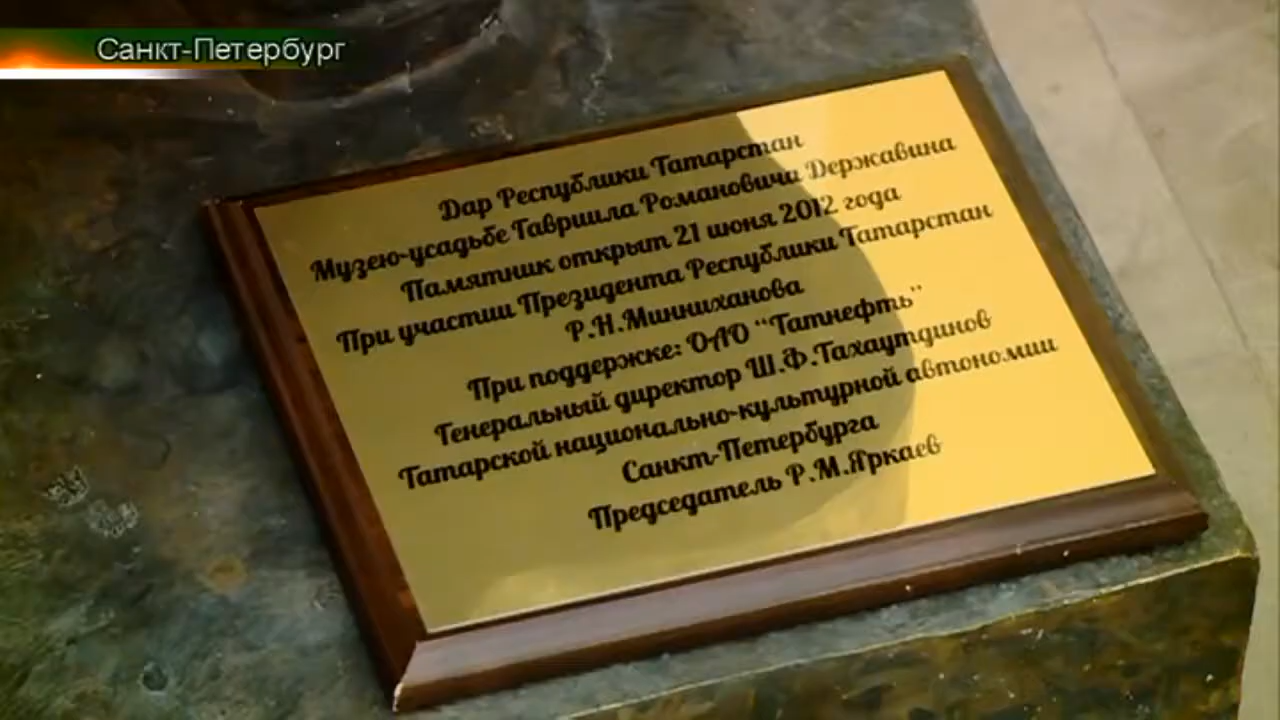 Санкт-Петербург
Дар Республики Татарстан
Музею-усадьбе Гавриила Романовича Державина
Памятник открыт 21 июня 2012 года
При участии Президента Республики Татарстан
Р.Н.Минниханова
При поддержке: ОАО “Татнефть”
Генеральный директор Ш.Ф.Тахаутдинов
Татарской национально-культурной автономии
Санкт-Петербурга
Председатель Р.М.Яркаев